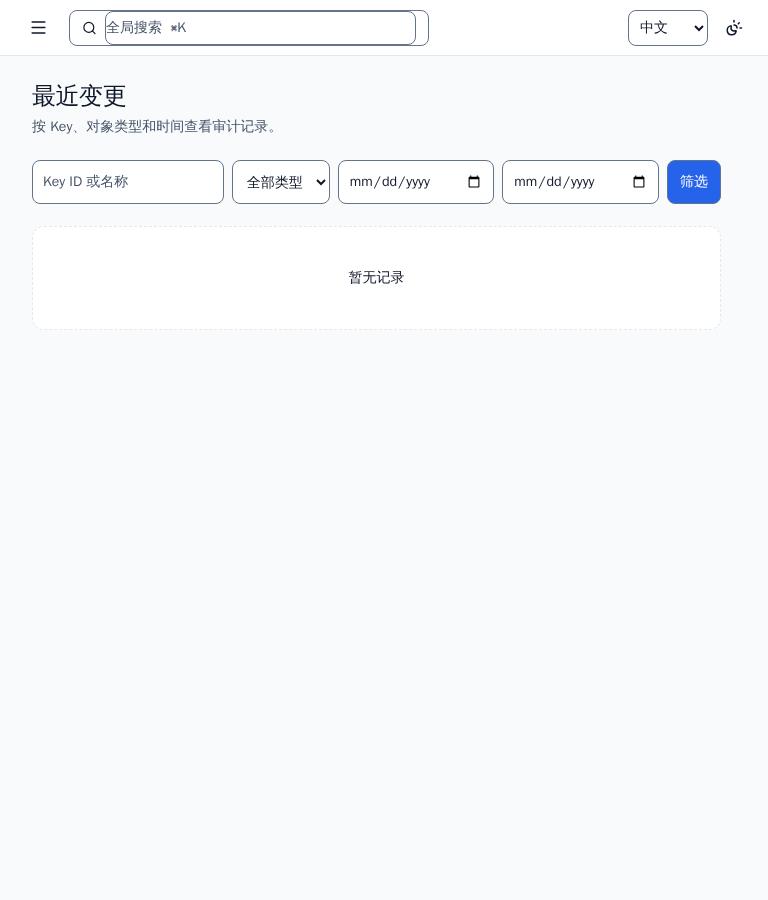 全局搜索 ⌘K
中文
最近变更
按 Key、对象类型和时间查看审计记录。
Key ID 或名称
全部类型
mm/dd/yyyy
mm/dd/yyyy
筛选
暂无记录